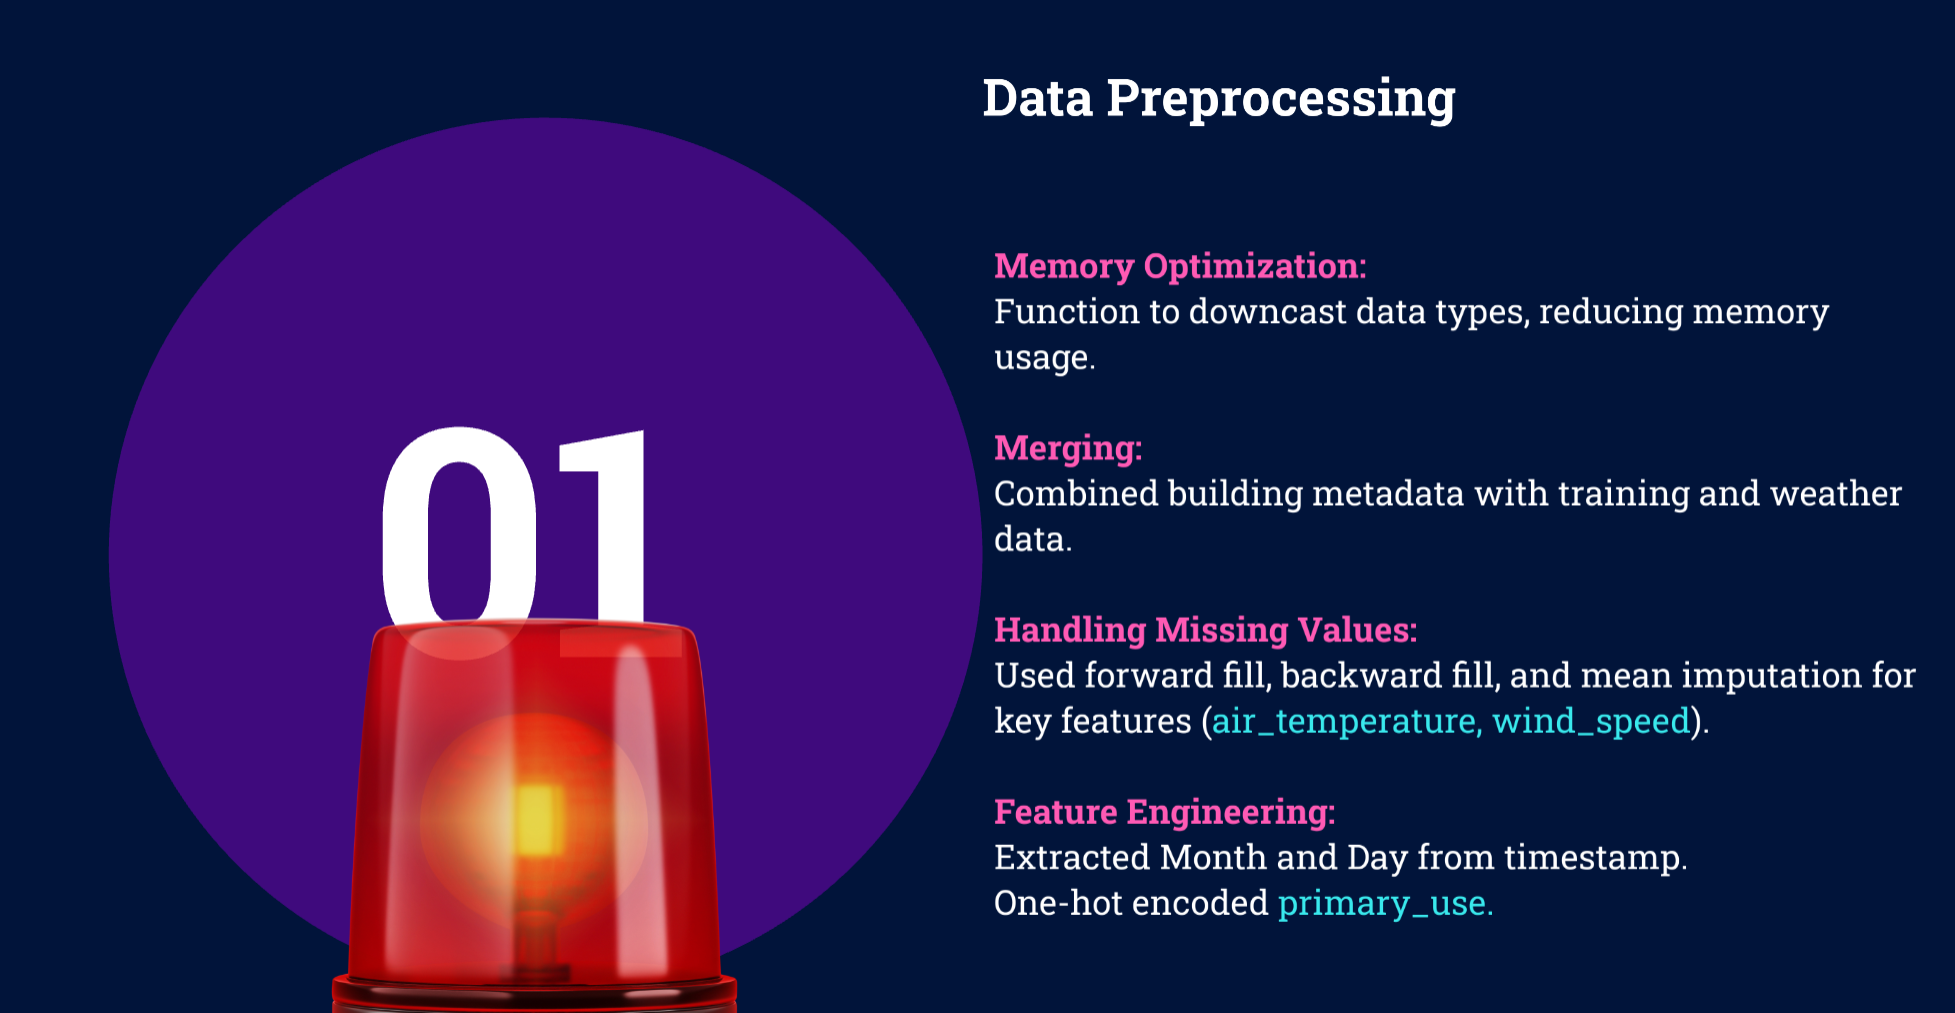 Data Preprocessing
01
Memory Optimization:
Function to downcast data types, reducing memory
usage.
Merging:
Combined building metadata with training and weather
data.
Handling Missing Values:
Used forward fill, backward fill, and mean imputation for
key features (air_temperature, wind_speed).
Feature Engineering:
Extracted Month and Day from timestamp.
One-hot encoded primary_use.